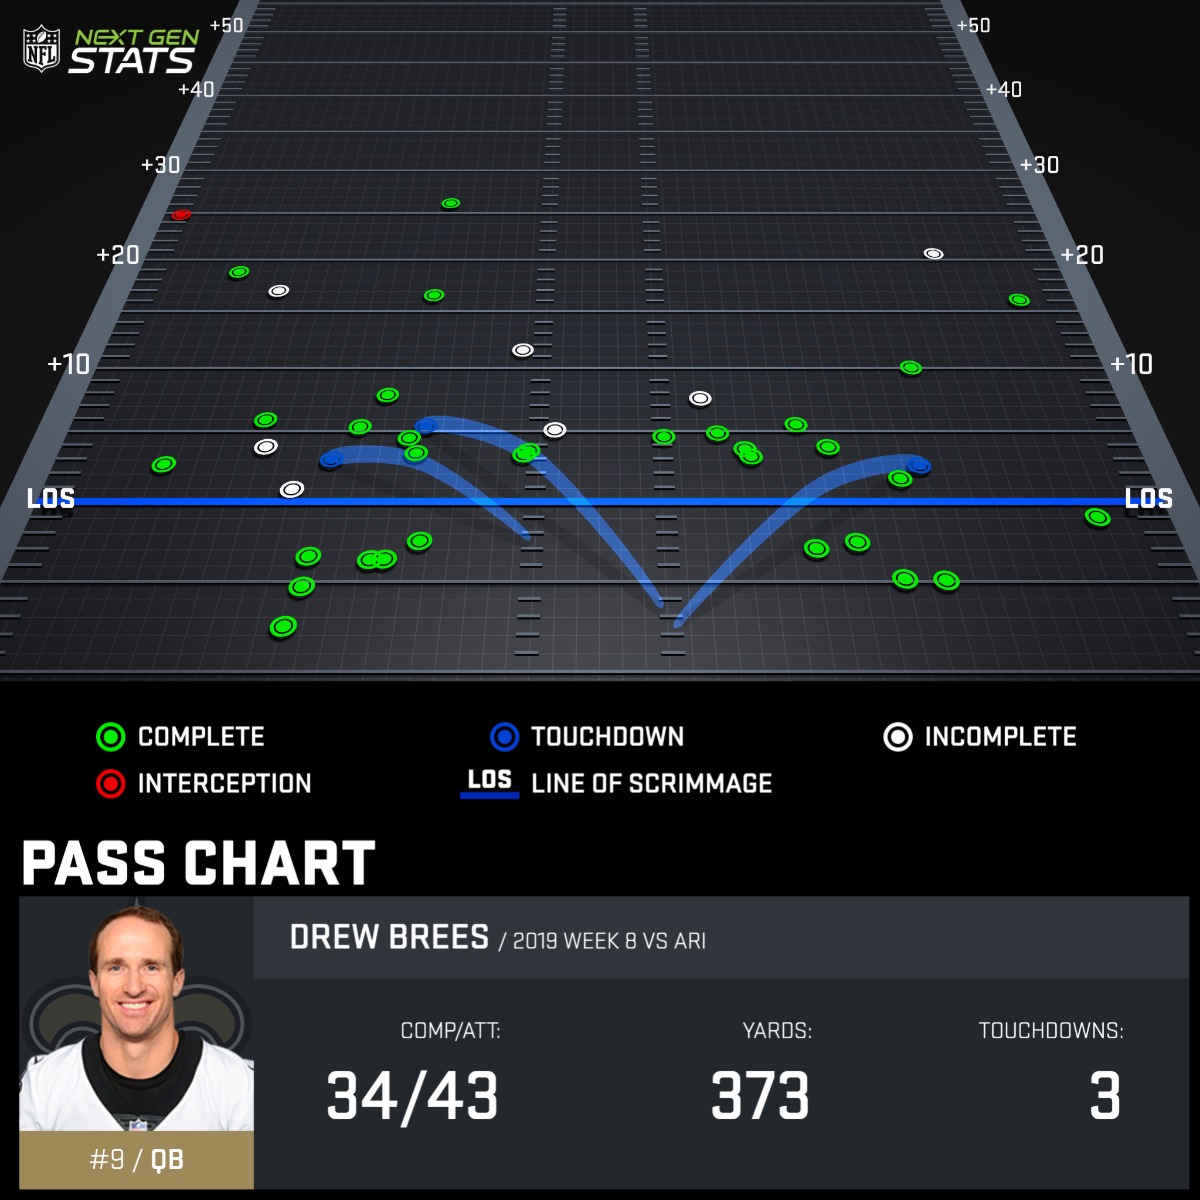 NFL
NEXT GEN
STATS
+50 +50
+40 +40
+30 +30
+20 +20
+10 +10
LOS LOS
COMPLETE TOUCHDOWN INCOMPLETE
INTERCEPTION LOS LINE OF SCRIMMAGE
PASS CHART
DREW BREES / 2019 WEEK 8 VS ARI
COMP/ATT: YARDS: TOUCHDOWNS:
34/43 373 3
#9 / QB